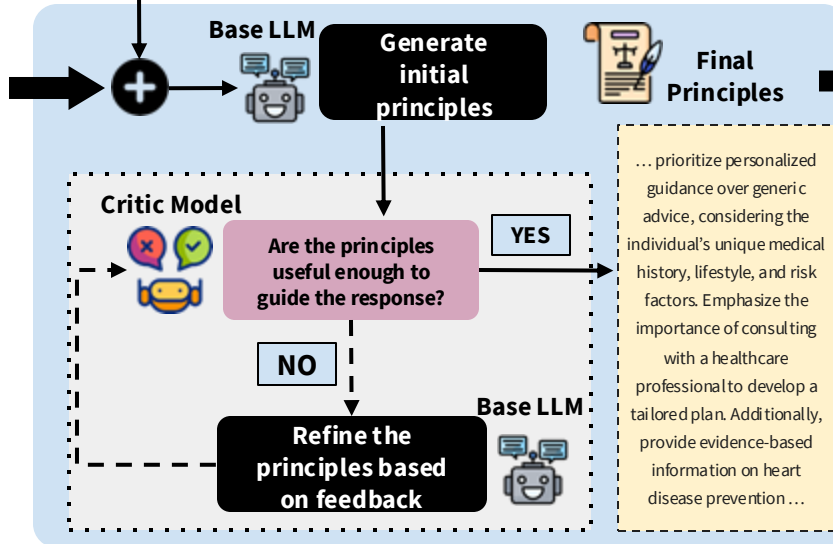 Base LLM
Generate
initial
principles
Final
Principles
Critic Model
Are the principles
useful enough to
guide the response?
YES
NO
Base LLM
Refine the
principles based
on feedback
… prioritize personalized
guidance over generic
advice, considering the
individual's unique medical
history, lifestyle, and risk
factors. Emphasize the
importance of consulting
with a healthcare
professional to develop a
tailored plan. Additionally,
provide evidence-based
information on heart
disease prevention …